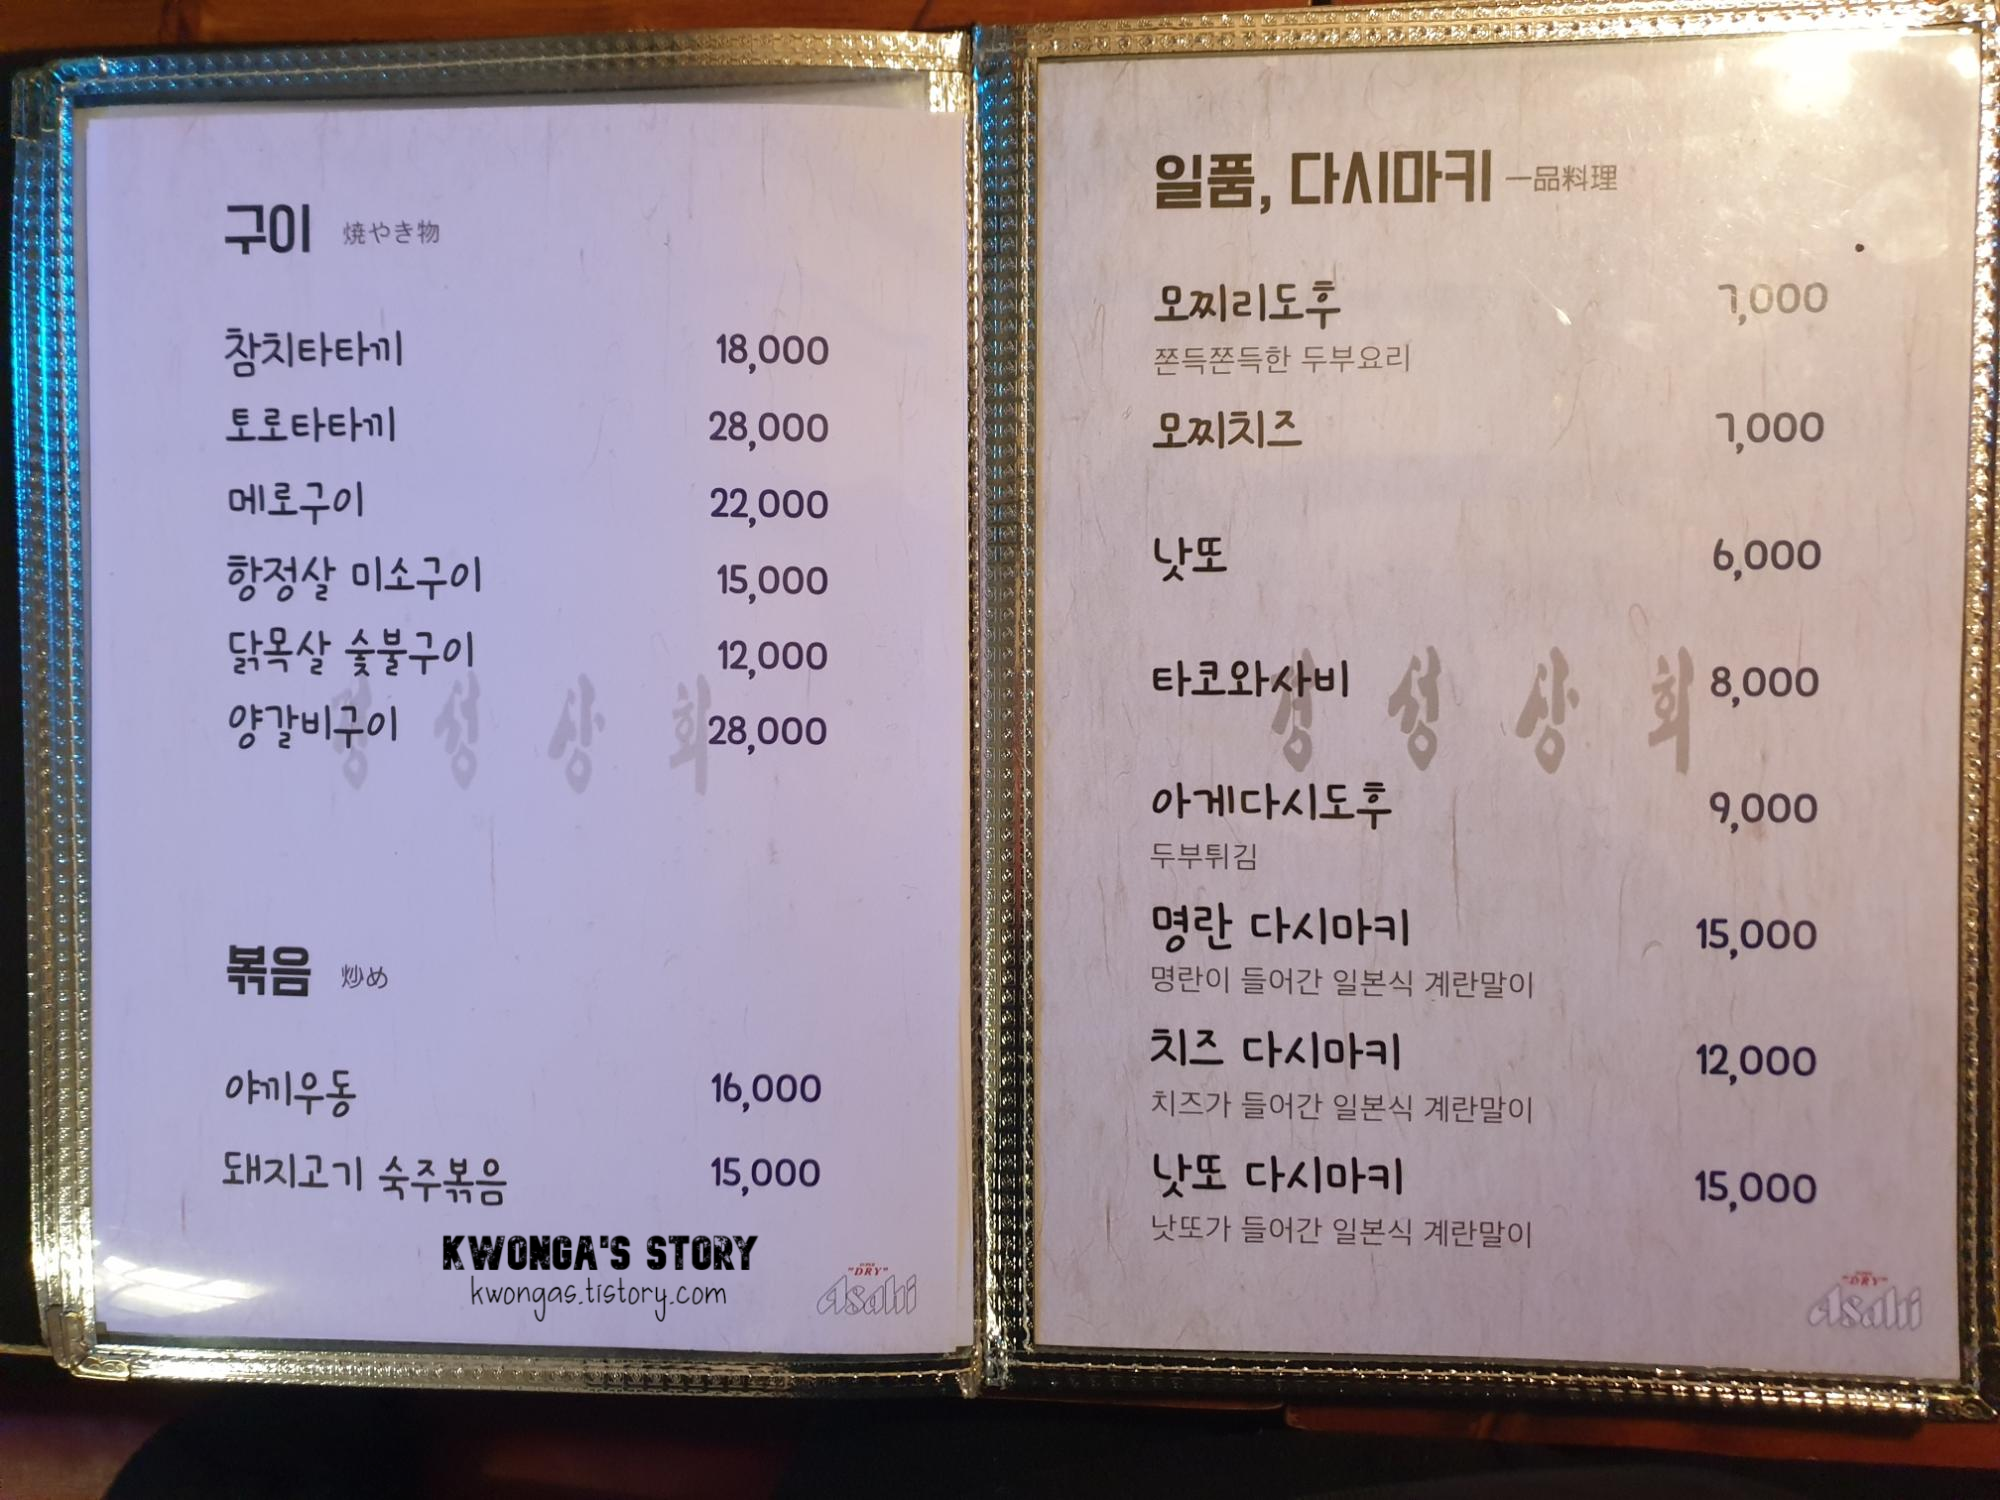 구이 焼やき物
참치타타끼 18,000
토로타타끼 28,000
메로구이 22,000
항정살 미소구이 15,000
닭목살 숯불구이 12,000
양갈비구이 28,000
볶음 炒め
야끼우동 16,000
돼지고기 숙주볶음 15,000
KWONGA'S STORY
kwongas.tistory.com
"DRY"
Asahi
일품, 다시마키 一品料理
모찌리도후 7,000
쫀득쫀득한 두부요리
모찌치즈 7,000
낫또 6,000
타코와사비 8,000
아게다시도후 9,000
두부튀김
명란 다시마키 15,000
명란이 들어간 일본식 계란말이
치즈 다시마키 12,000
치즈가 들어간 일본식 계란말이
낫또 다시마키 15,000
낫또가 들어간 일본식 계란말이
"DRY"
Asahi